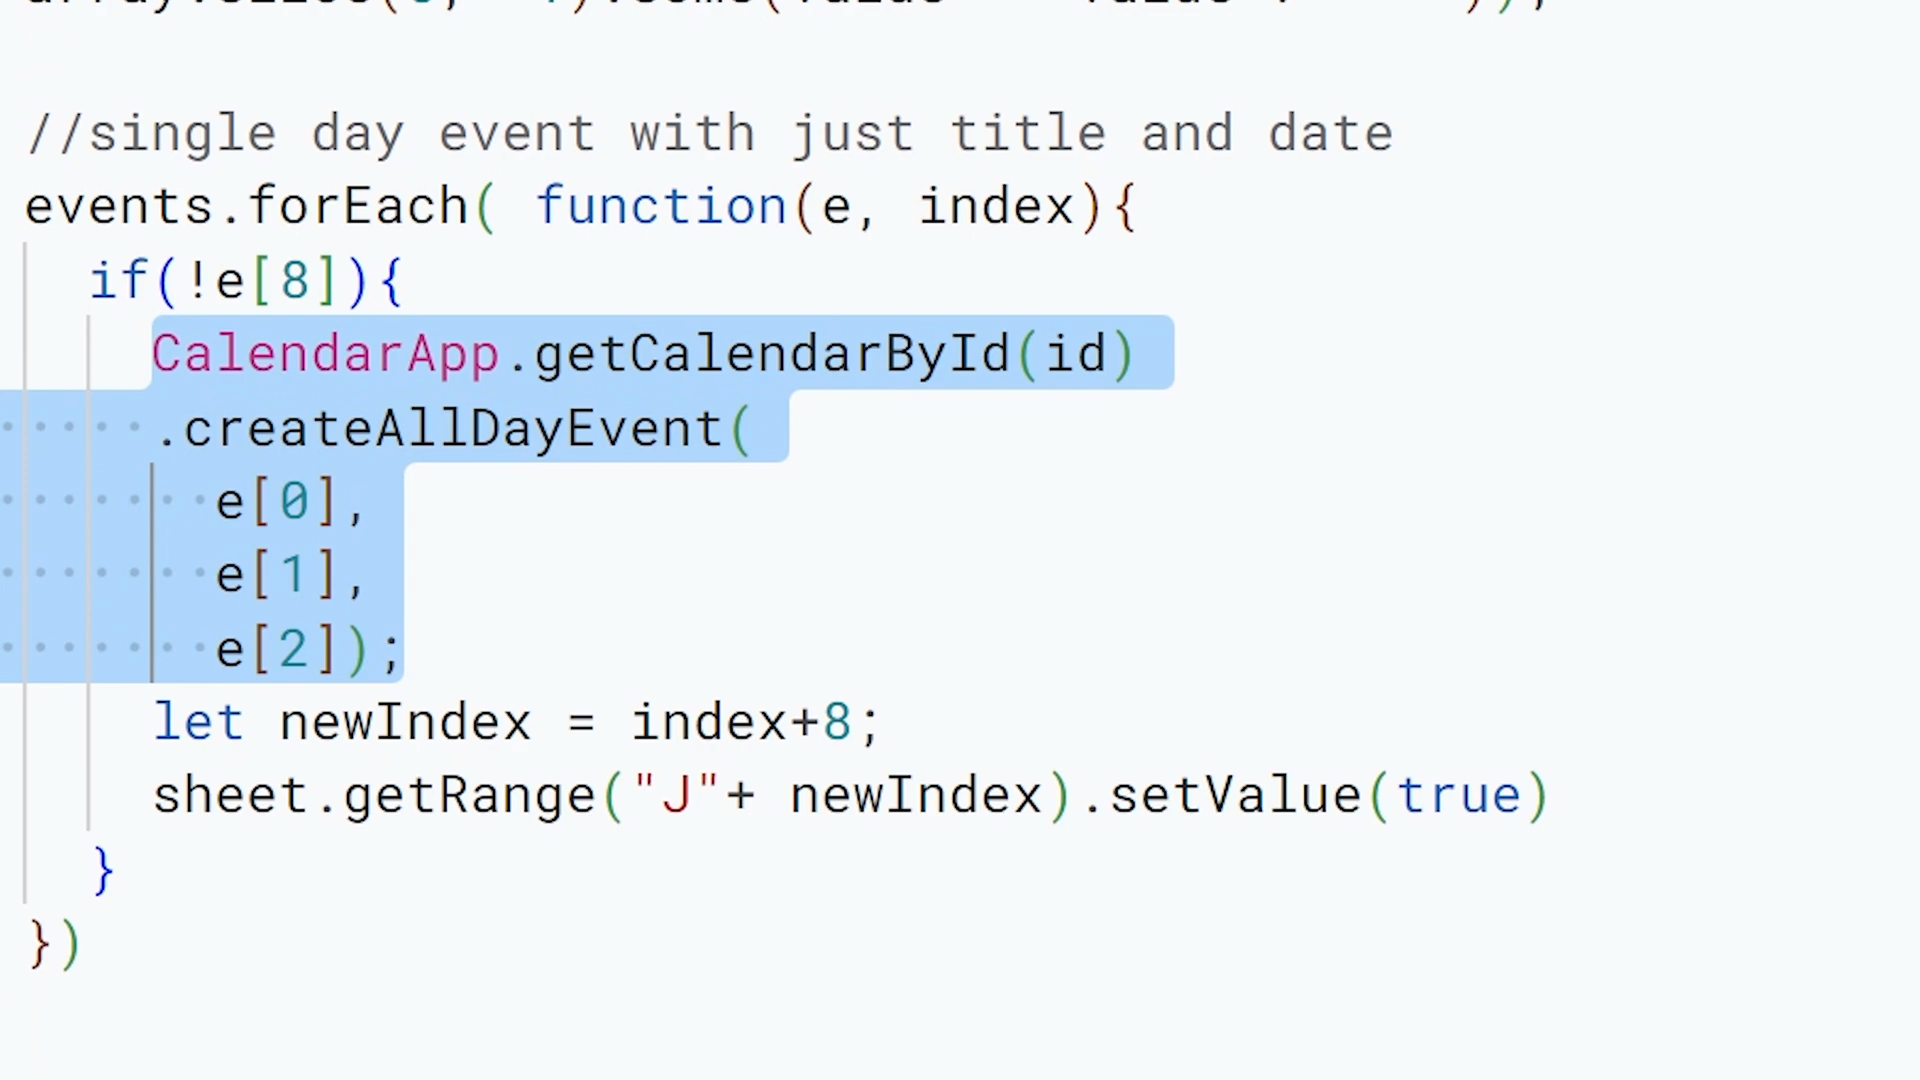 //single day event with just title and date
events.forEach( function(e, index){
if(!e[8]){
CalendarApp.getCalendarById(id)
.createAllDayEvent(
e[0],
e[1],
e[2]);
let newIndex = index+8;
sheet.getRange("J"+ newIndex).setValue(true)
}
})